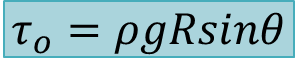 τₒ = ρgRsinθ